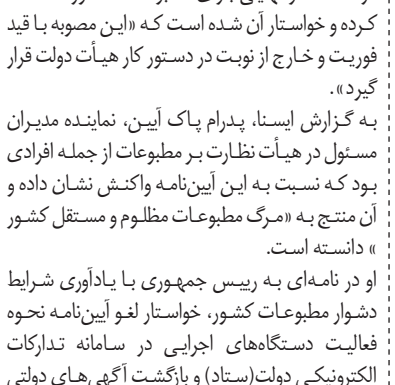 کرده و خواستار آن شده است که «این مصوبه با قید
فوریت و خارج از نوبت در دستور کار هیأت دولت قرار
گیرد».
به گزارش ایسنا، پدرام پاک آیین، نماینده مدیران
مسئول در هیأت نظارت بر مطبوعات از جمله افرادی
بود که نسبت به این آیین‌نامه واکنش نشان داده و
آن منتج به «مرگ مطبوعات مظلوم و مستقل کشور
» دانسته است.
او در نامه‌ای به رییس جمهوری با یادآوری شرایط
دشوار مطبوعات کشور، خواستار لغو آیین‌نامه نحوه
فعالیت دستگاه‌های اجرایی در سامانه تدارکات
الکترونیکی دولت(ستاد) و بازگشت آگهی‌های دولتی